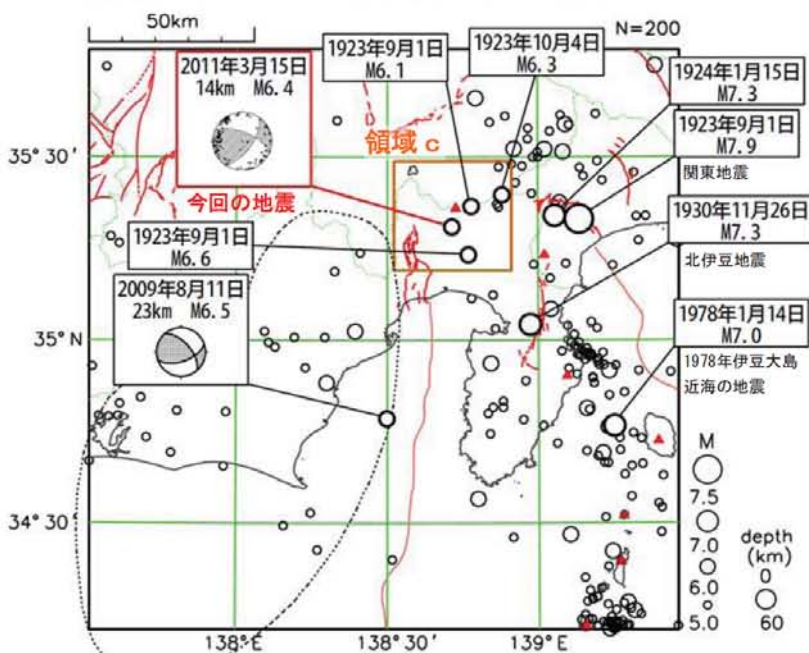 50km
N=200
1923年9月1日
M6.1
1923年10月4日
M6.3
2011年3月15日
14km M6.4
1924年1月15日
M7.3
1923年9月1日
M7.9
関東地震
領域 c
35° 30'
今回の地震
1923年9月1日
M6.6
1930年11月26日
M7.3
北伊豆地震
2009年8月11日
23km M6.5
1978年1月14日
M7.0
1978年伊豆大島
近海の地震
35° N
34° 30'
M
7.5
7.0
6.0
5.0
depth
(km)
0
60
138° E
138° 30'
139° E